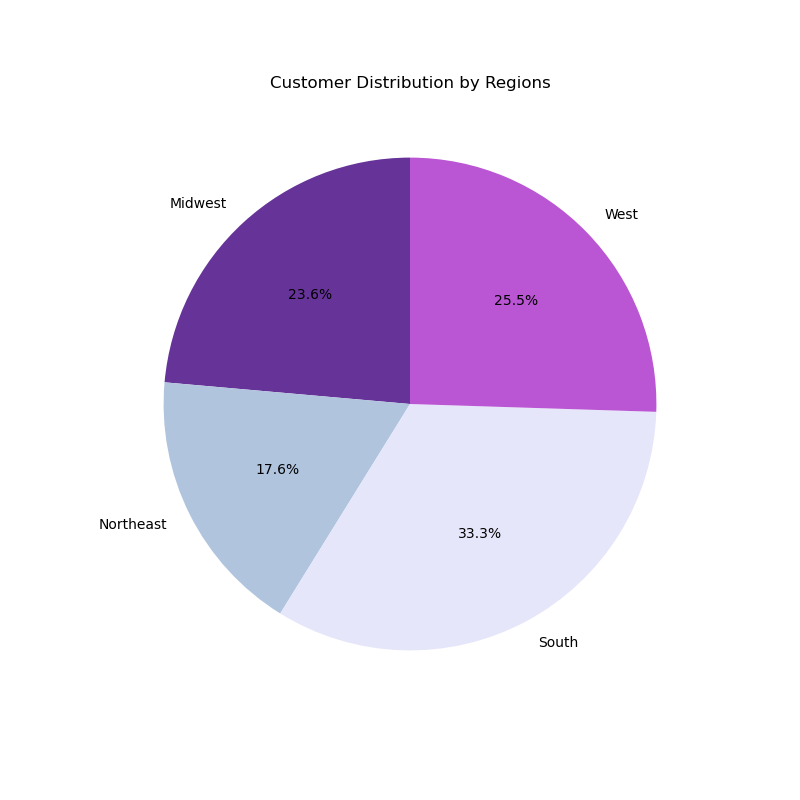 Customer Distribution by Regions
Midwest
West
23.6%
25.5%
17.6%
Northeast
33.3%
South